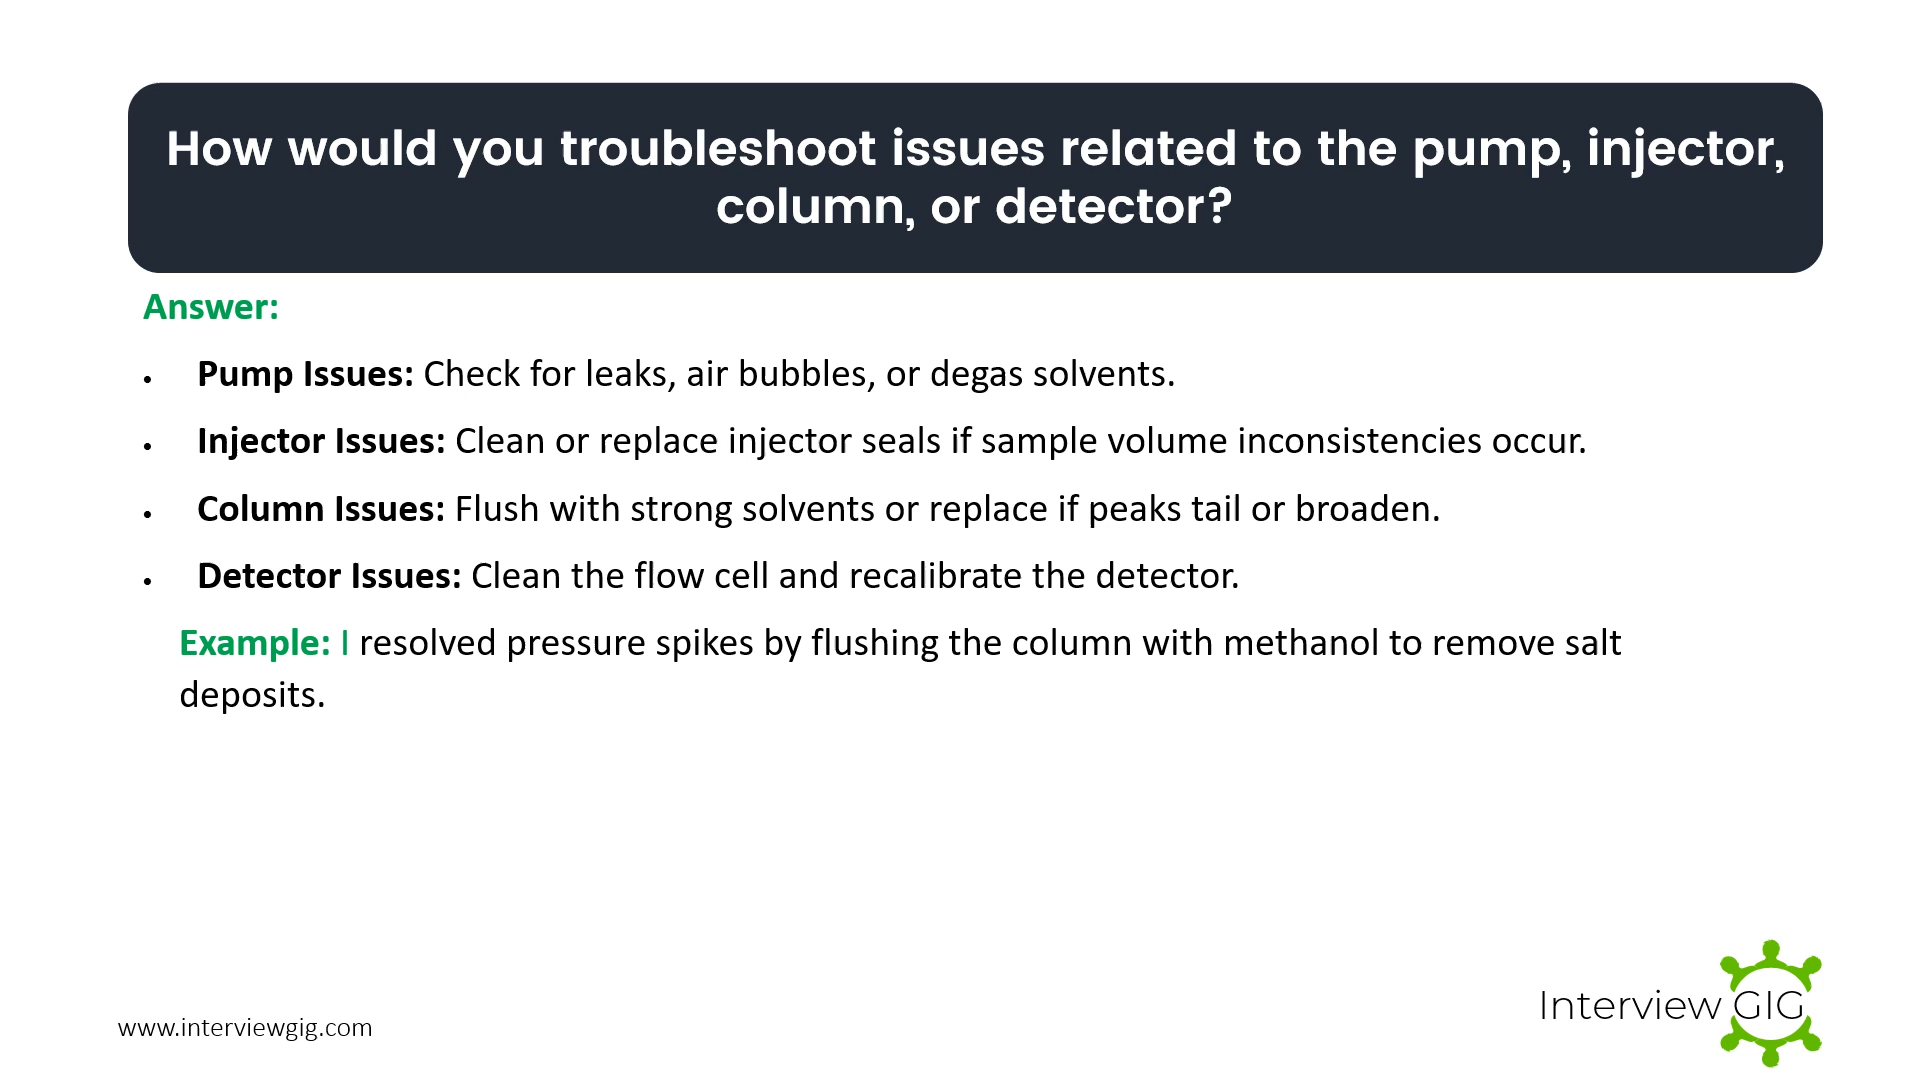 How would you troubleshoot issues related to the pump, injector,
column, or detector?
Answer:
• Pump Issues: Check for leaks, air bubbles, or degas solvents.
• Injector Issues: Clean or replace injector seals if sample volume inconsistencies occur.
• Column Issues: Flush with strong solvents or replace if peaks tail or broaden.
• Detector Issues: Clean the flow cell and recalibrate the detector.
Example: I resolved pressure spikes by flushing the column with methanol to remove salt
deposits.
www.interviewgig.com
Interview GIG